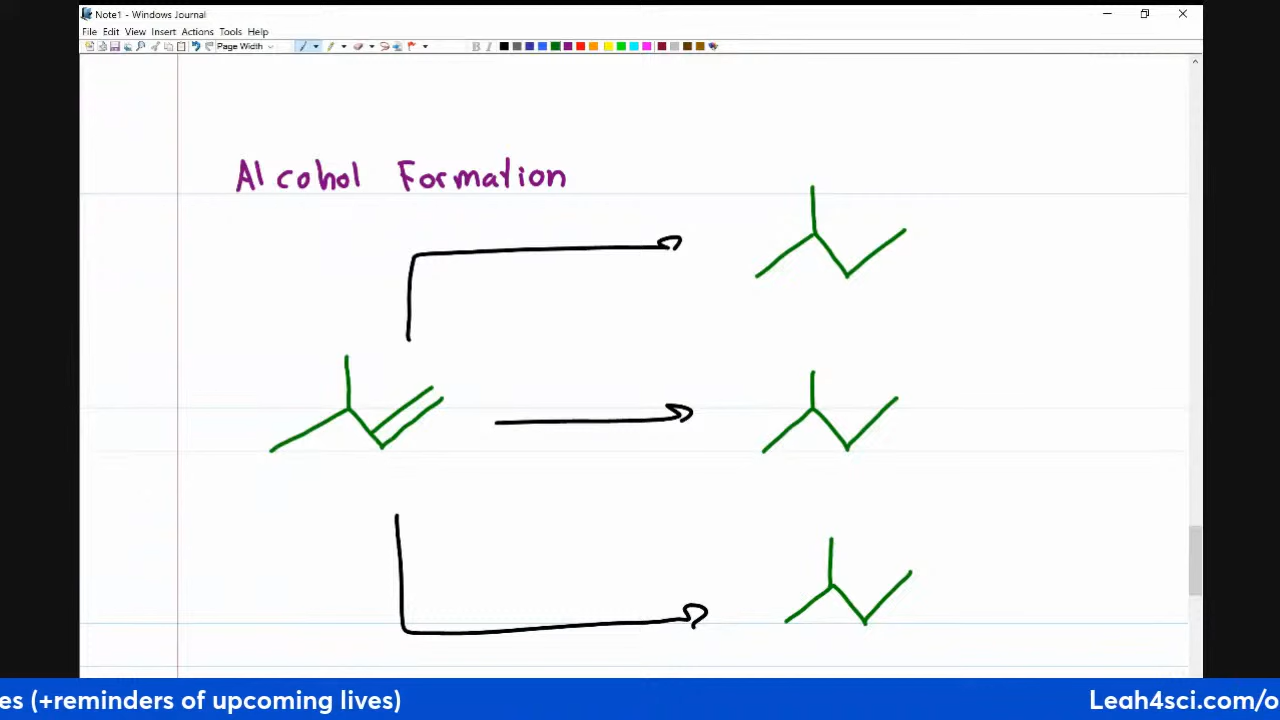 Note1 - Windows Journal
File Edit View Insert Actions Tools Help
Page Width
B I
Alcohol Formation
es (+reminders of upcoming lives)
Leah4sci.com/o